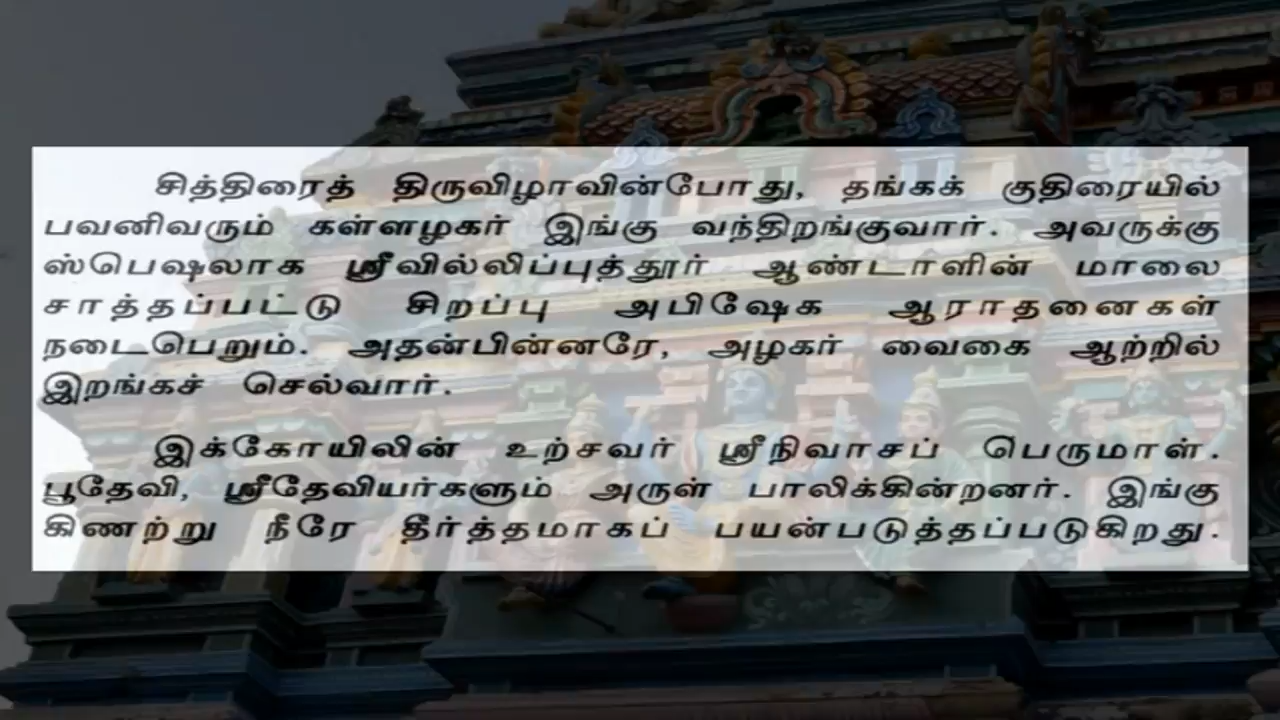 சித்திரைத் திருவிழாவின்போது, தங்கக் குதிரையில்
பவனிவரும் கள்ளழகர் இங்கு வந்திறங்குவார். அவருக்கு
ஸ்பெஷலாக ஸ்ரீவில்லிப்புத்தூர் ஆண்டாளின் மாலை
சாத்தப்பட்டு சிறப்பு அபிஷேக ஆராதனைகள்
நடைபெறும். அதன்பின்னரே, அழகர் வைகை ஆற்றில்
இறங்கச் செல்வார்.
இக்கோயிலின் உற்சவர் ஸ்ரீநிவாசப் பெருமாள்.
பூதேவி, ஸ்ரீதேவியர்களும் அருள் பாலிக்கின்றனர். இங்கு
கிணற்று நீரே தீர்த்தமாகப் பயன்படுத்தப்படுகிறது.